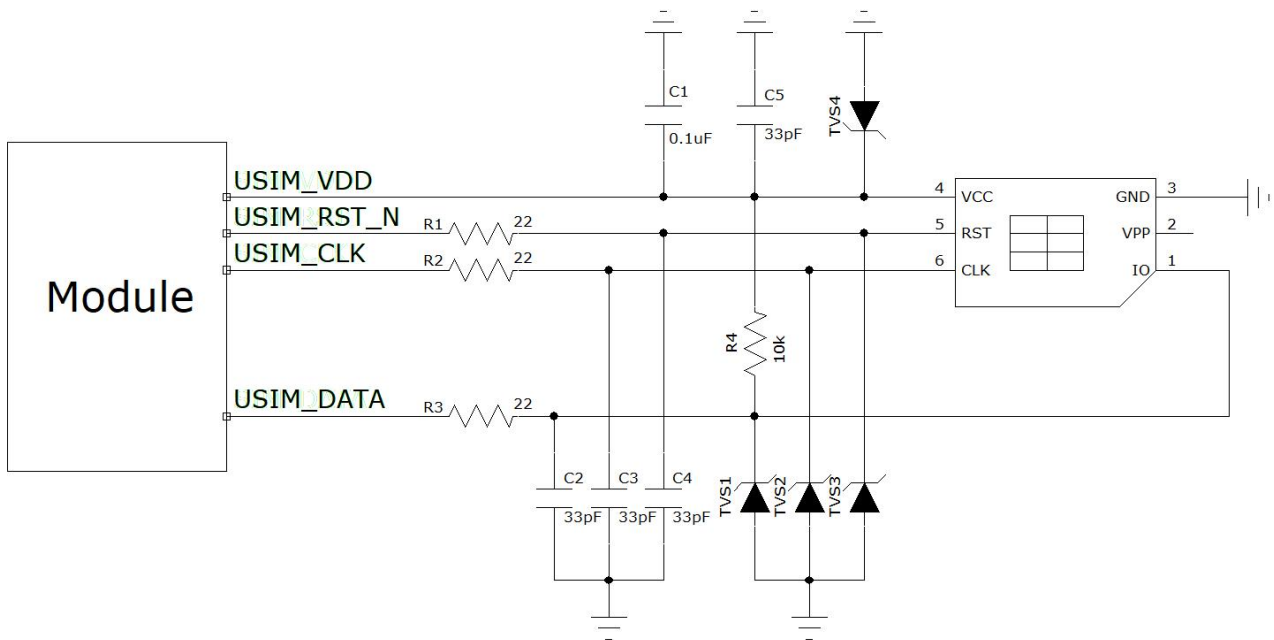 C1
0.1uF
C5
33pF
TVS4
Module
USIM_VDD
USIM_RST_N
USIM_CLK
USIM_DATA
R1 22
R2 22
R3 22
R4
10k
4 VCC
5 RST
6 CLK
GND 3
VPP 2
IO 1
C2
33pF
C3
33pF
C4
33pF
TVS1
TVS2
TVS3